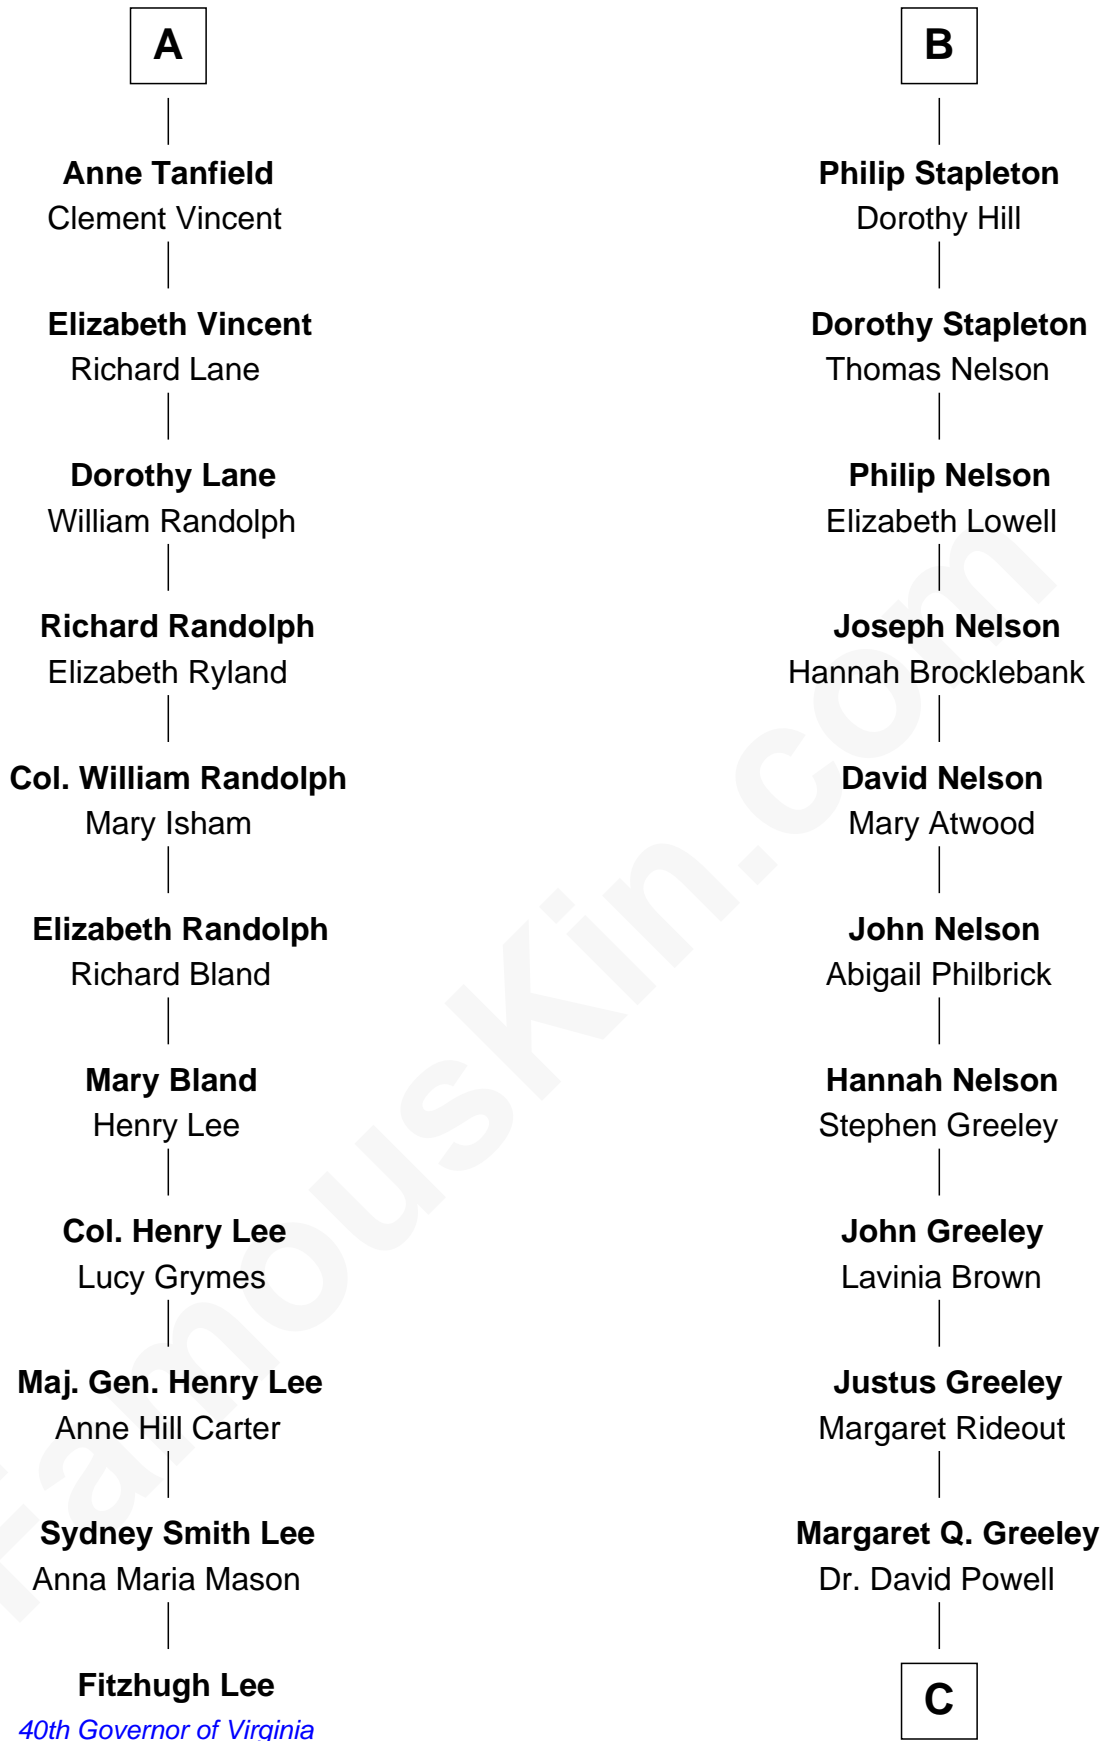 A
Anne Tanfield
Clement Vincent
Elizabeth Vincent
Richard Lane
Dorothy Lane
William Randolph
Richard Randolph
Elizabeth Ryland
Col. William Randolph
Mary Isham
Elizabeth Randolph
Richard Bland
Mary Bland
Henry Lee
Col. Henry Lee
Lucy Grymes
Maj. Gen. Henry Lee
Anne Hill Carter
Sydney Smith Lee
Anna Maria Mason
Fitzhugh Lee
40th Governor of Virginia
B
Philip Stapleton
Dorothy Hill
Dorothy Stapleton
Thomas Nelson
Philip Nelson
Elizabeth Lowell
Joseph Nelson
Hannah Brocklebank
David Nelson
Mary Atwood
John Nelson
Abigail Philbrick
Hannah Nelson
Stephen Greeley
John Greeley
Lavinia Brown
Justus Greeley
Margaret Rideout
Margaret Q. Greeley
Dr. David Powell
C
FamousKin.com